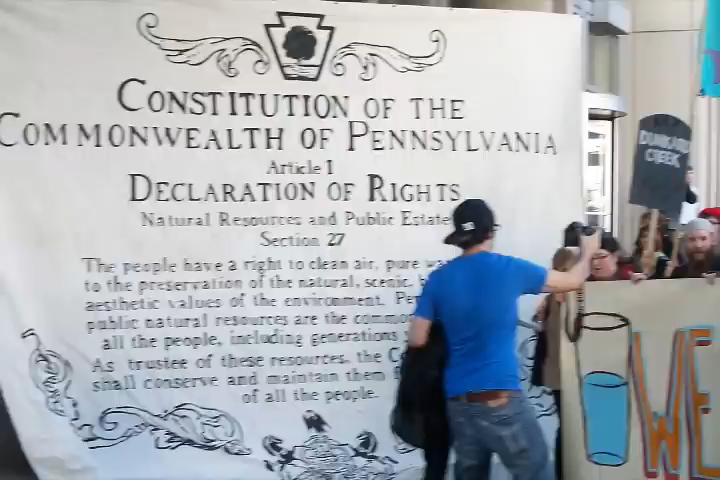 CONSTITUTION OF THE
COMMONWEALTH OF PENNSYLVANIA
Article 1
DECLARATION OF RIGHTS
Natural Resources and Public Estate
Section 27
The people have a right to clean air, pure wa
to the preservation of the natural, scenic,
aesthetic values of the environment. Pe
public natural resources are the commo
all the people, including generations
As trustee of these resources, the C
shall conserve and maintain them
of all the people.
DUNKARD
CREEK
WE